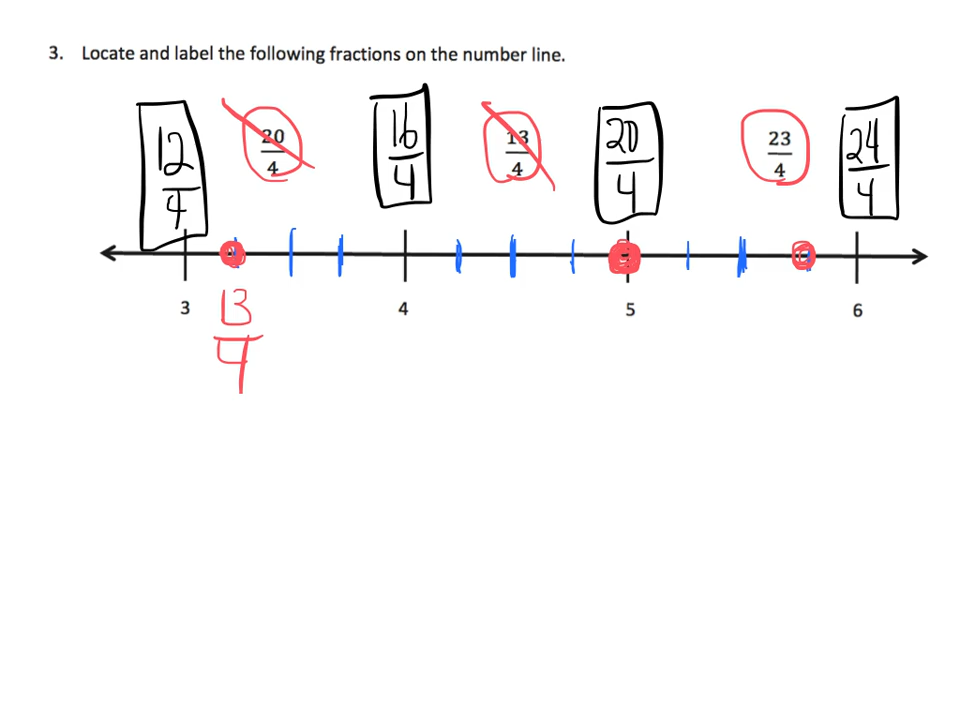 3. Locate and label the following fractions on the number line.
12/4 20/4 16/4 13/4 20/4 23/4 24/4
3 4 5 6
13/4